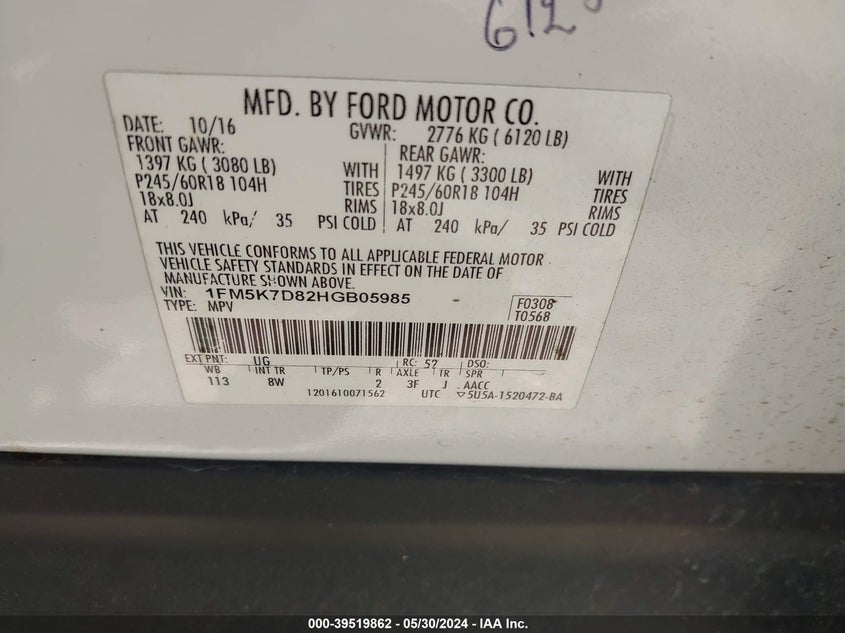 612
MFD. BY FORD MOTOR CO.
DATE: 10/16 GVWR: 2776 KG ( 6120 LB)
FRONT GAWR: REAR GAWR:
1397 KG ( 3080 LB) WITH 1497 KG ( 3300 LB) WITH
P245/60R18 104H TIRES P245/60R18 104H TIRES
18x8.0J RIMS 18x8.0J RIMS
AT 240 kPa/ 35 PSI COLD AT 240 kPa/ 35 PSI COLD
THIS VEHICLE CONFORMS TO ALL APPLICABLE FEDERAL MOTOR
VEHICLE SAFETY STANDARDS IN EFFECT ON THE DATE OF
MANUFACTURE SHOWN ABOVE.
VIN: 1FM5K7D82HGB05985 F0308
TYPE: MPV T0568
EXT PNT: UG RC: 52 DSO:
WB INT TR TP/PS R AXLE TR SPR
113 8W 2 3F J AACC
1201610071562 UTC ▽5U5A-1520472-BA
000-39519862 - 05/30/2024 - IAA Inc.